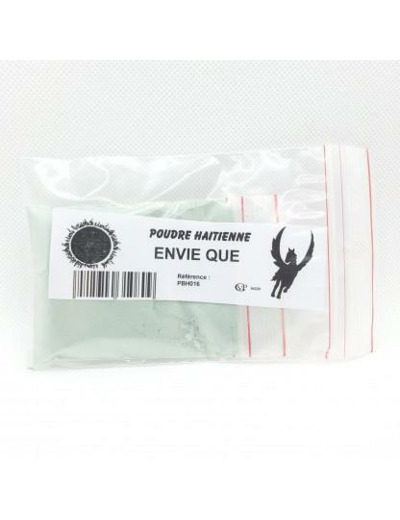 POUDRE HAITIENNE
ENVIE QUE
Référence :
PBH016